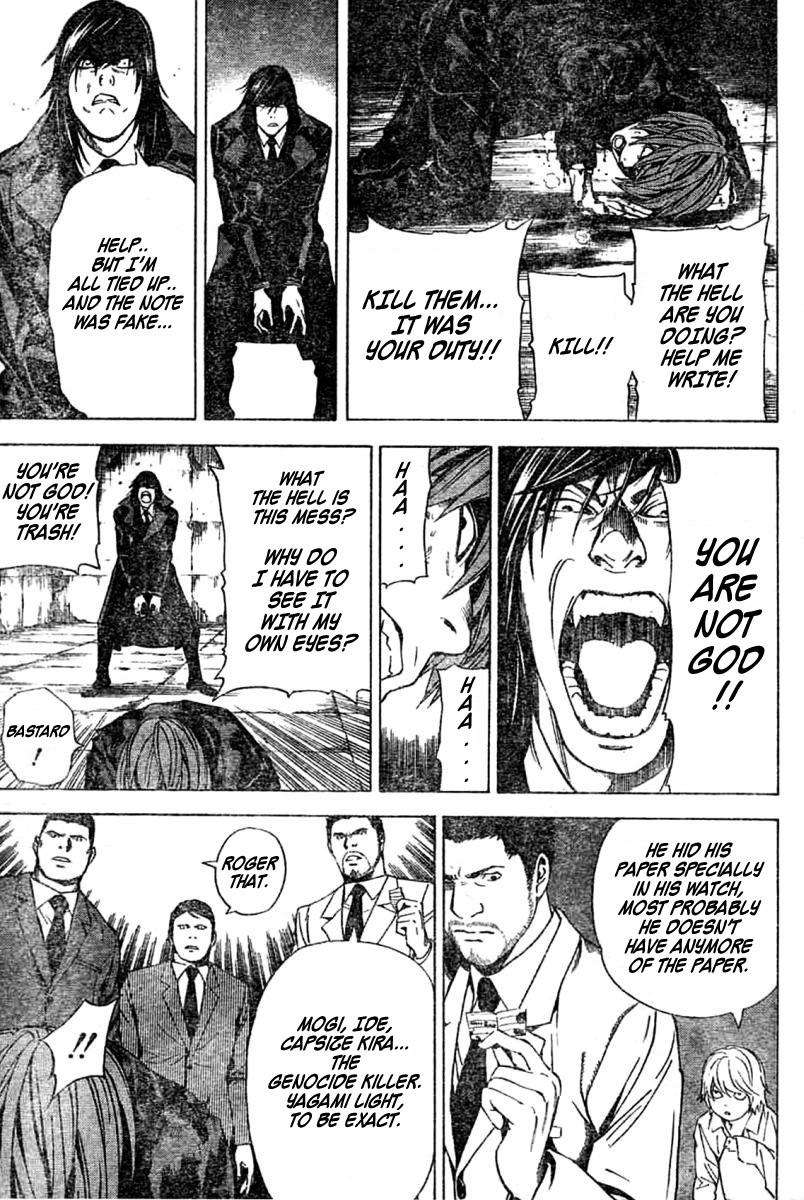 WHAT
THE HELL
ARE YOU
DOING?
HELP ME
WRITE!
KILL!!
KILL THEM...
IT WAS
YOUR DUTY!!
HELP..
BUT I'M
ALL TIED UP..
AND THE NOTE
WAS FAKE...
YOU
ARE
NOT
GOD
!!
HAA...
HAA...
WHAT
THE HELL IS
THIS MESS?
WHY DO
I HAVE TO
SEE IT
WITH MY
OWN EYES?
YOU'RE
NOT GOD!
YOU'RE
TRASH!
BASTARD
!
HE HID HIS
PAPER SPECIALLY
IN HIS WATCH,
MOST PROBABLY
HE DOESN'T
HAVE ANYMORE
OF THE PAPER.
ROGER
THAT.
MOGI, IDE,
CAPSIZE KIRA...
THE
GENOCIDE KILLER.
YAGAMI LIGHT,
TO BE EXACT.
!!